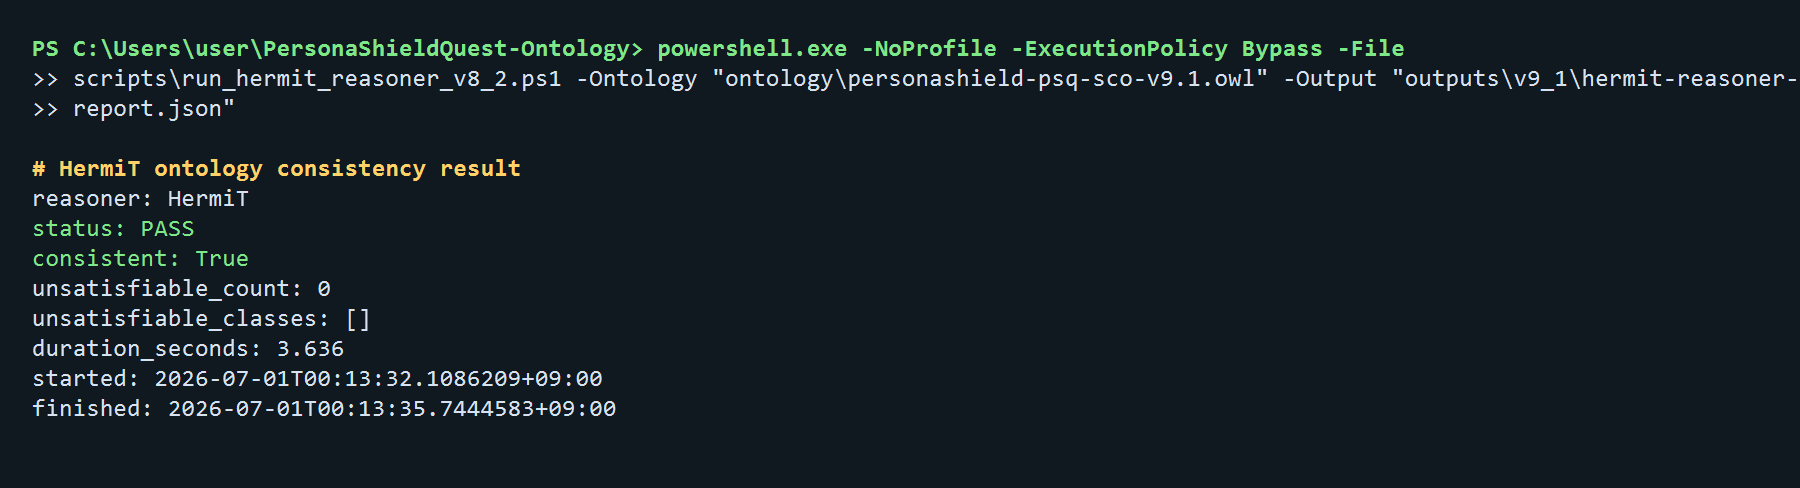 PS C:\Users\user\PersonaShieldQuest-Ontology> powershell.exe -NoProfile -ExecutionPolicy Bypass -File
>> scripts\run_hermit_reasoner_v8_2.ps1 -Ontology "ontology\personashield-psq-sco-v9.1.owl" -Output "outputs\v9_1\hermit-reasoner-
>> report.json"
# HermiT ontology consistency result
reasoner: HermiT
status: PASS
consistent: True
unsatisfiable_count: 0
unsatisfiable_classes: []
duration_seconds: 3.636
started: 2026-07-01T00:13:32.1086209+09:00
finished: 2026-07-01T00:13:35.7444583+09:00